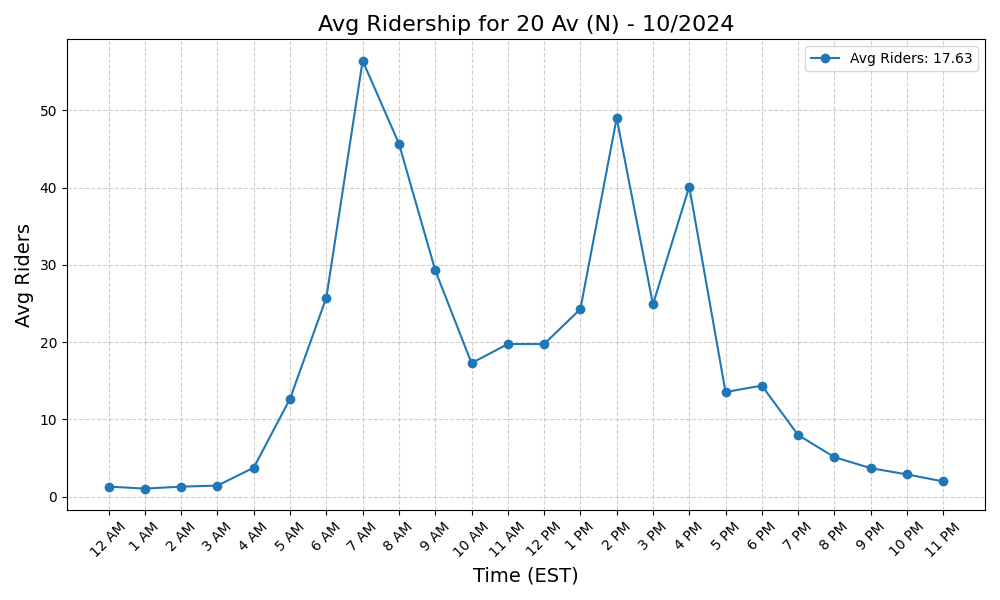 Avg Ridership for 20 Av (N) - 10/2024
Avg Riders: 17.63
Avg Riders
50
40
30
20
10
0
12 AM
1 AM
2 AM
3 AM
4 AM
5 AM
6 AM
7 AM
8 AM
9 AM
10 AM
11 AM
12 PM
1 PM
2 PM
3 PM
4 PM
5 PM
6 PM
7 PM
8 PM
9 PM
10 PM
11 PM
Time (EST)